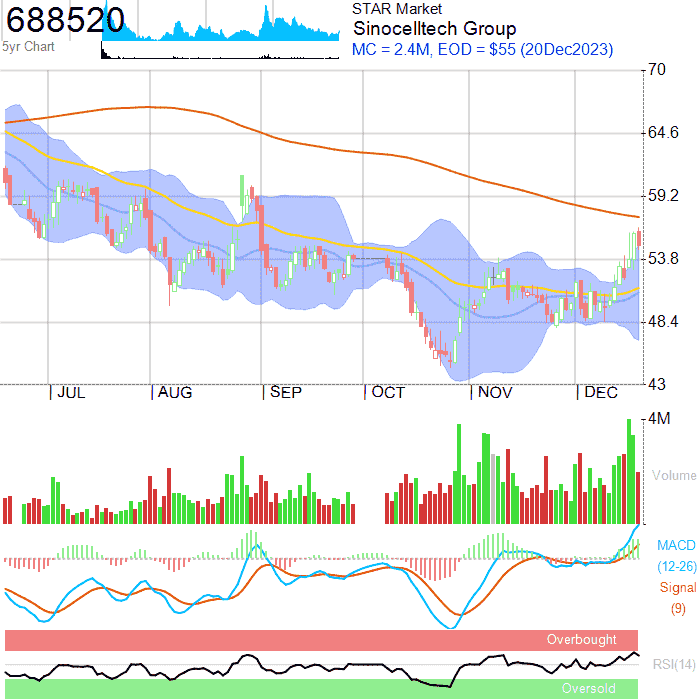 688520
5yr Chart
STAR Market
Sinocelltech Group
MC = 2.4M, EOD = $55 (20Dec2023)
70
64.6
59.2
53.8
48.4
43
JUL AUG SEP OCT NOV DEC
4M
Volume
MACD
(12-26)
Signal
(9)
Overbought
RSI(14)
Oversold